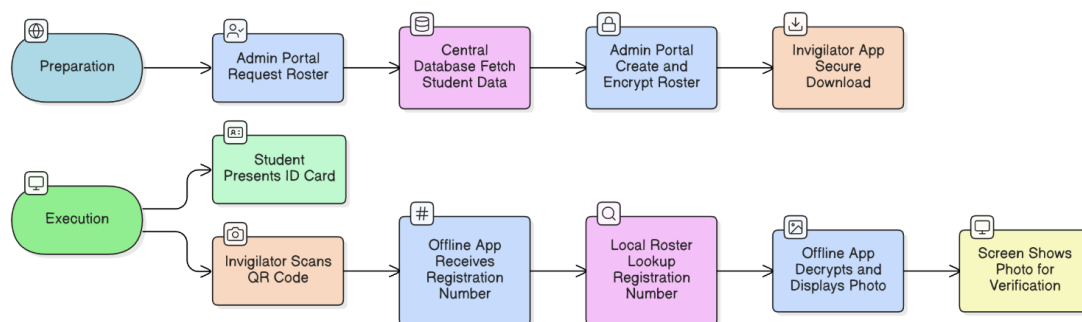 Preparation
Admin Portal
Request Roster
Central
Database Fetch
Student Data
Admin Portal
Create and
Encrypt Roster
Invigilator App
Secure
Download
Execution
Student
Presents ID Card
Invigilator Scans
QR Code
#
Offline App
Receives
Registration
Number
Local Roster
Lookup
Registration
Number
Offline App
Decrypts and
Displays Photo
Screen Shows
Photo for
Verification